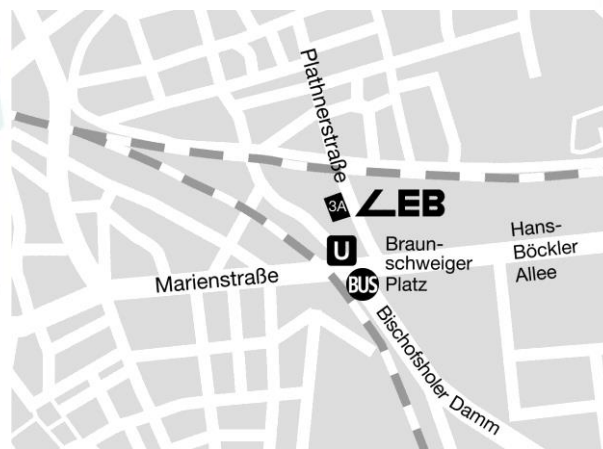 Plathnerstraße
3A
LEB
U
Braun-
schweiger
Platz
Hans-
Böckler
Allee
Marienstraße
BUS
Bischofsholer Damm